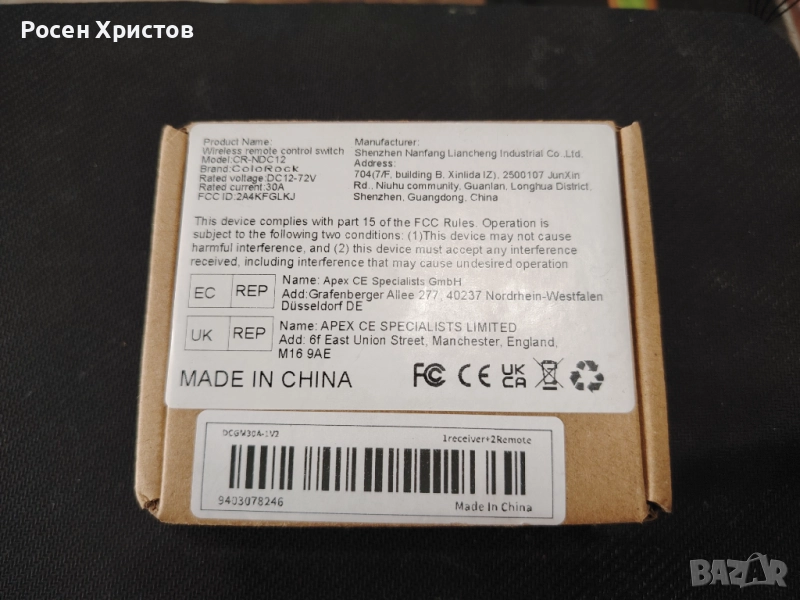 Росен Христов
Product Name:
Wireless remote control switch
Model:CR-NDC12
Brand:ColoRock
Rated voltage:DC12-72V
Rated current:30A
FCC ID:2A4KFGLKJ
Manufacturer:
Shenzhen Nanfang Liancheng Industrial Co.,Ltd.
Address:
704(7/F, building B, Xinlida IZ), 2500107 JunXin
Rd., Niuhu community, Guanlan, Longhua District,
Shenzhen, Guangdong, China
This device complies with part 15 of the FCC Rules. Operation is
subject to the following two conditions: (1)This device may not cause
harmful interference, and (2) this device must accept any interference
received, including interference that may cause undesired operation
EC REP
Name: Apex CE Specialists GmbH
Add:Grafenberger Allee 277, 40237 Nordrhein-Westfalen
Düsseldorf DE
UK REP
Name: APEX CE SPECIALISTS LIMITED
Add: 6f East Union Street, Manchester, England,
M16 9AE
MADE IN CHINA
FC CE UK
CA
DCGM30A-1V2
1receiver+2Remote
9403078246
Made In China
BAZAR